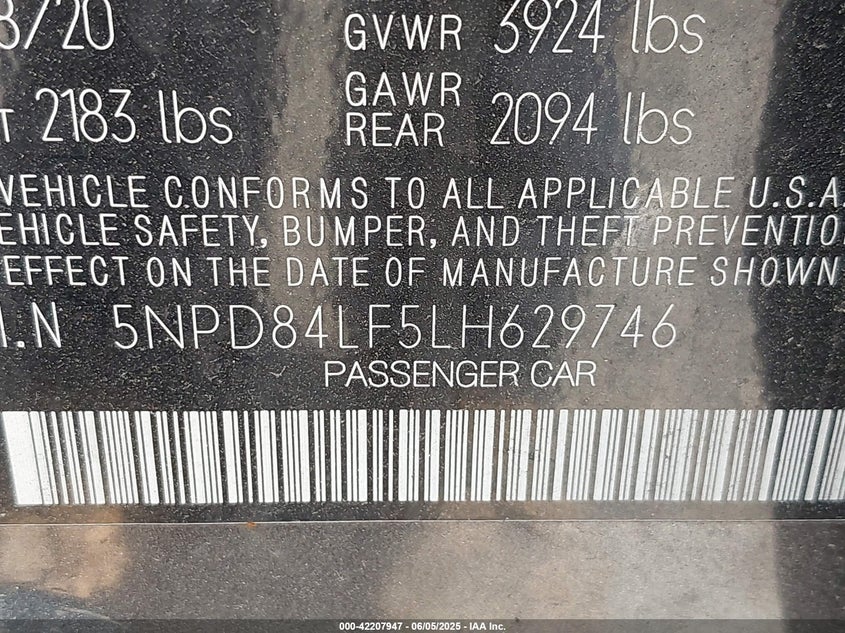 3/20 GVWR 3924 lbs
T 2183 lbs GAWR REAR 2094 lbs
VEHICLE CONFORMS TO ALL APPLICABLE U.S.A.
EHICLE SAFETY, BUMPER, AND THEFT PREVENTIO
EFFECT ON THE DATE OF MANUFACTURE SHOWN
I.N 5NPD84LF5LH629746
PASSENGER CAR
000-42207947 - 06/05/2025 - IAA Inc.